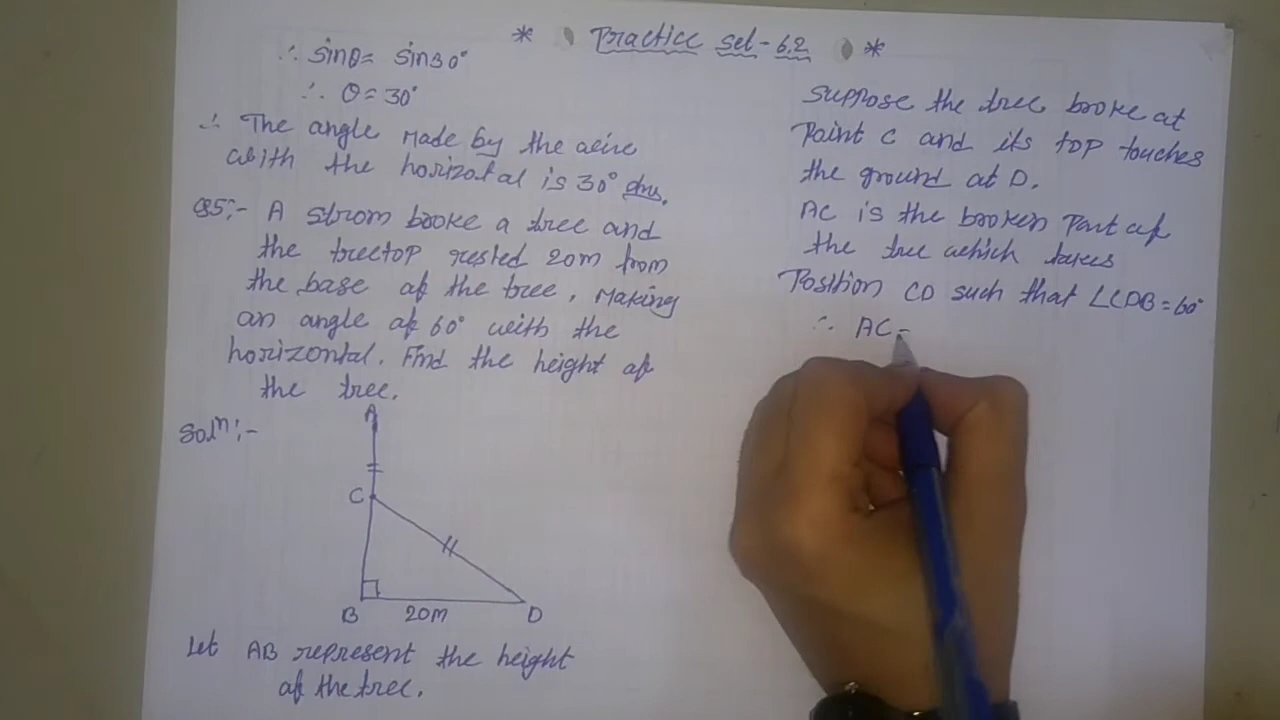 * Practice set - 6.2 *
∴ sinθ = sin30°
∴ θ = 30°
∴ The angle made by the wire
with the horizotal is 30° Ans.
Q5:- A strom broke a tree and
the treetop rested 20m from
the base of the tree, making
an angle of 60° with the
horizontal. Find the height of
the tree.
Solⁿ:-
A
C
B 20m D
Let AB represent the height
of the tree.
Suppose the tree broke at
Point C and its top touches
the ground at D.
AC is the broken part of
the tree which takes
Position CD such that ∠CDB = 60°
∴ AC=